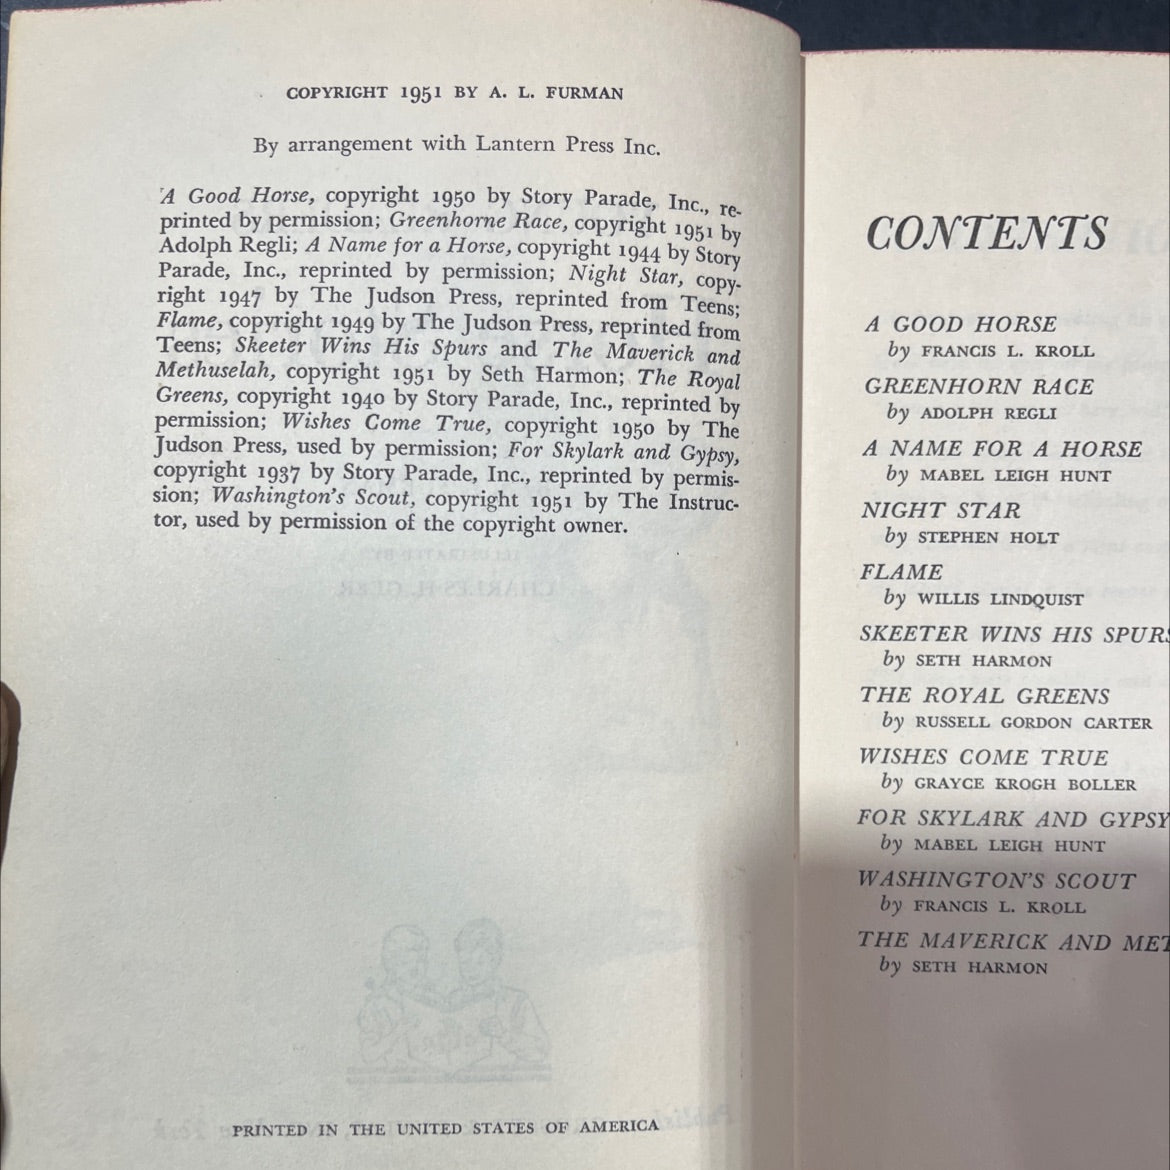 COPYRIGHT 1951 BY A. L. FURMAN
By arrangement with Lantern Press Inc.
A Good Horse, copyright 1950 by Story Parade, Inc., re-
printed by permission; Greenhorne Race, copyright 1951 by
Adolph Regli; A Name for a Horse, copyright 1944 by Story
Parade, Inc., reprinted by permission; Night Star, copy-
right 1947 by The Judson Press, reprinted from Teens;
Flame, copyright 1949 by The Judson Press, reprinted from
Teens; Skeeter Wins His Spurs and The Maverick and
Methuselah, copyright 1951 by Seth Harmon; The Royal
Greens, copyright 1940 by Story Parade, Inc., reprinted by
permission; Wishes Come True, copyright 1950 by The
Judson Press, used by permission; For Skylark and Gypsy,
copyright 1937 by Story Parade, Inc., reprinted by permis-
sion; Washington's Scout, copyright 1951 by The Instruc-
tor, used by permission of the copyright owner.
PRINTED IN THE UNITED STATES OF AMERICA
CONTENTS
A GOOD HORSE
by FRANCIS L. KROLL
GREENHORN RACE
by ADOLPH REGLI
A NAME FOR A HORSE
by MABEL LEIGH HUNT
NIGHT STAR
by STEPHEN HOLT
FLAME
by WILLIS LINDQUIST
SKEETER WINS HIS SPURS
by SETH HARMON
THE ROYAL GREENS
by RUSSELL GORDON CARTER
WISHES COME TRUE
by GRAYCE KROGH BOLLER
FOR SKYLARK AND GYPSY
by MABEL LEIGH HUNT
WASHINGTON'S SCOUT
by FRANCIS L. KROLL
THE MAVERICK AND MET
by SETH HARMON